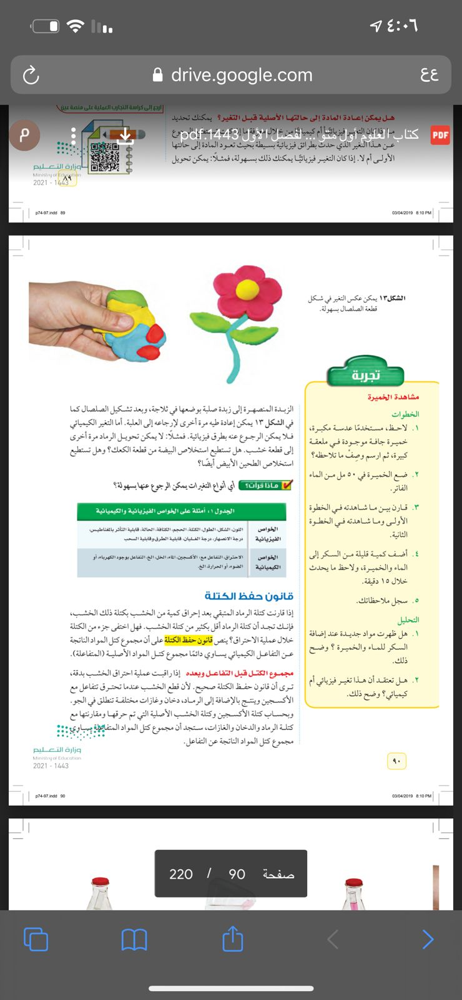 ٤:٠٦
drive.google.com
عع
ارجع إلى كراسة التجارب العملية على منصة عين
هل يمكن إعادة المادة إلى حالتها الأصلية قبل التغير؟ يمكنك تحديد
كتاب العلوم أول متو... لفصل الأول 1443.pdf
PDF
م
عن هذا التغير الذي حدث بطرائق فيزيائية بسيطة بحيث تعود المادة إلى حالتها
الأولى أم لا. إذا كان التغير فيزيائيًّا يمكنك ذلك بسهولة، فمثلًا: يمكن تحويل
وزارة التعليم
Ministry of Education
2021 - 1443
٨٩
p74-97.indd 89
03/04/2019 8:10 PM
الشكل١٣ يمكن عكس التغير في شكل
قطعة الصلصال بسهولة.
تجربة
مشاهدة الخميرة
الخطوات
١. لاحظ، مستخدمًا عدسة مكبرة،
خميرة جافة موجودة في ملعقة
كبيرة، ثم ارسم وصِفْ ما تلاحظه؟
٢. ضع الخميرة في ٥٠ مل من الماء
الفاتر.
٣. قارن بين ما شاهدته في الخطوة
الأولى وما شاهدته في الخطوة
الثانية.
٤. أضف كمية قليلة من السكر إلى
الماء والخميرة، ولاحظ ما يحدث
خلال ١٥ دقيقة.
٥. سجل ملاحظاتك.
التحليل
١. هل ظهرت مواد جديدة عند إضافة
السكر للماء والخميرة ؟ وضح
ذلك.
٢. هل تعتقد أن هذا تغير فيزيائي أم
كيميائي؟ وضح ذلك.
الزبدة المنصهرة إلى زبدة صلبة بوضعها في ثلاجة، وبعد تشكيل الصلصال كما
في الشكل ١٣ يمكن إعادة طيه مرة أخرى لإرجاعه إلى العلبة. أما التغير الكيميائي
فلا يمكن الرجوع عنه بطرق فيزيائية. فمثلًا: لا يمكن تحويل الرماد مرة أخرى
إلى قطعة خشب. هل تستطيع استخلاص البيضة من قطعة الكعك؟ وهل تستطيع
استخلاص الطحين الأبيض أيضًا؟
ماذا قرأت؟ أي أنواع التغيرات يمكن الرجوع عنها بسهولة؟
الجدول ١: أمثلة على الخواص الفيزيائية والكيميائية
الخواص الفيزيائية
اللون، الشكل، الطول، الكتلة، الحجم، الكثافة، الحالة، قابلية التأثر بالمغناطيس،
درجة الانصهار، درجة الغليان، قابلية الطرق وقابلية السحب
الخواص الكيميائية
الاحتراق، التفاعل مع: الأكسجين، الماء، الخل، الخ، التفاعل بوجود الكهرباء، أو
الضوء، أو الحرارة، الخ.
قانون حفظ الكتلة
إذا قارنت كتلة الرماد المتبقي بعد إحراق كمية من الخشب بكتلة ذلك الخشب،
فإنك تجد أن كتلة الرماد أقل بكثير من كتلة الخشب. فهل اختفى جزء من الكتلة
خلال عملية الاحتراق؟ ينص قانون حفظ الكتلة على أن مجموع كتل المواد الناتجة
عن التفاعل الكيميائي يساوي دائمًا مجموع كتل المواد الأصلية (المتفاعلة).
مجموع الكتل قبل التفاعل وبعده إذا راقبت عملية احتراق الخشب بدقة،
ترى أن قانون حفظ الكتلة صحيح. لأن قطع الخشب عندما تحترق تتفاعل مع
الأكسجين وينتج بالإضافة إلى الرماد، دخان وغازات مختلفة تنطلق في الجو.
وبحساب كتلة الأكسجين وكتلة الخشب الأصلية التي تم حرقها ومقارنتها مع
كتلة الرماد والدخان والغازات، ستجد أن مجموع كتل المواد المتفاعلة يساوي
مجموع كتل المواد الناتجة عن التفاعل.
وزارة التعليم
Ministry of Education
2021 - 1443
٩٠
p74-97.indd 90
03/04/2019 8:10 PM
صفحة 90 / 220